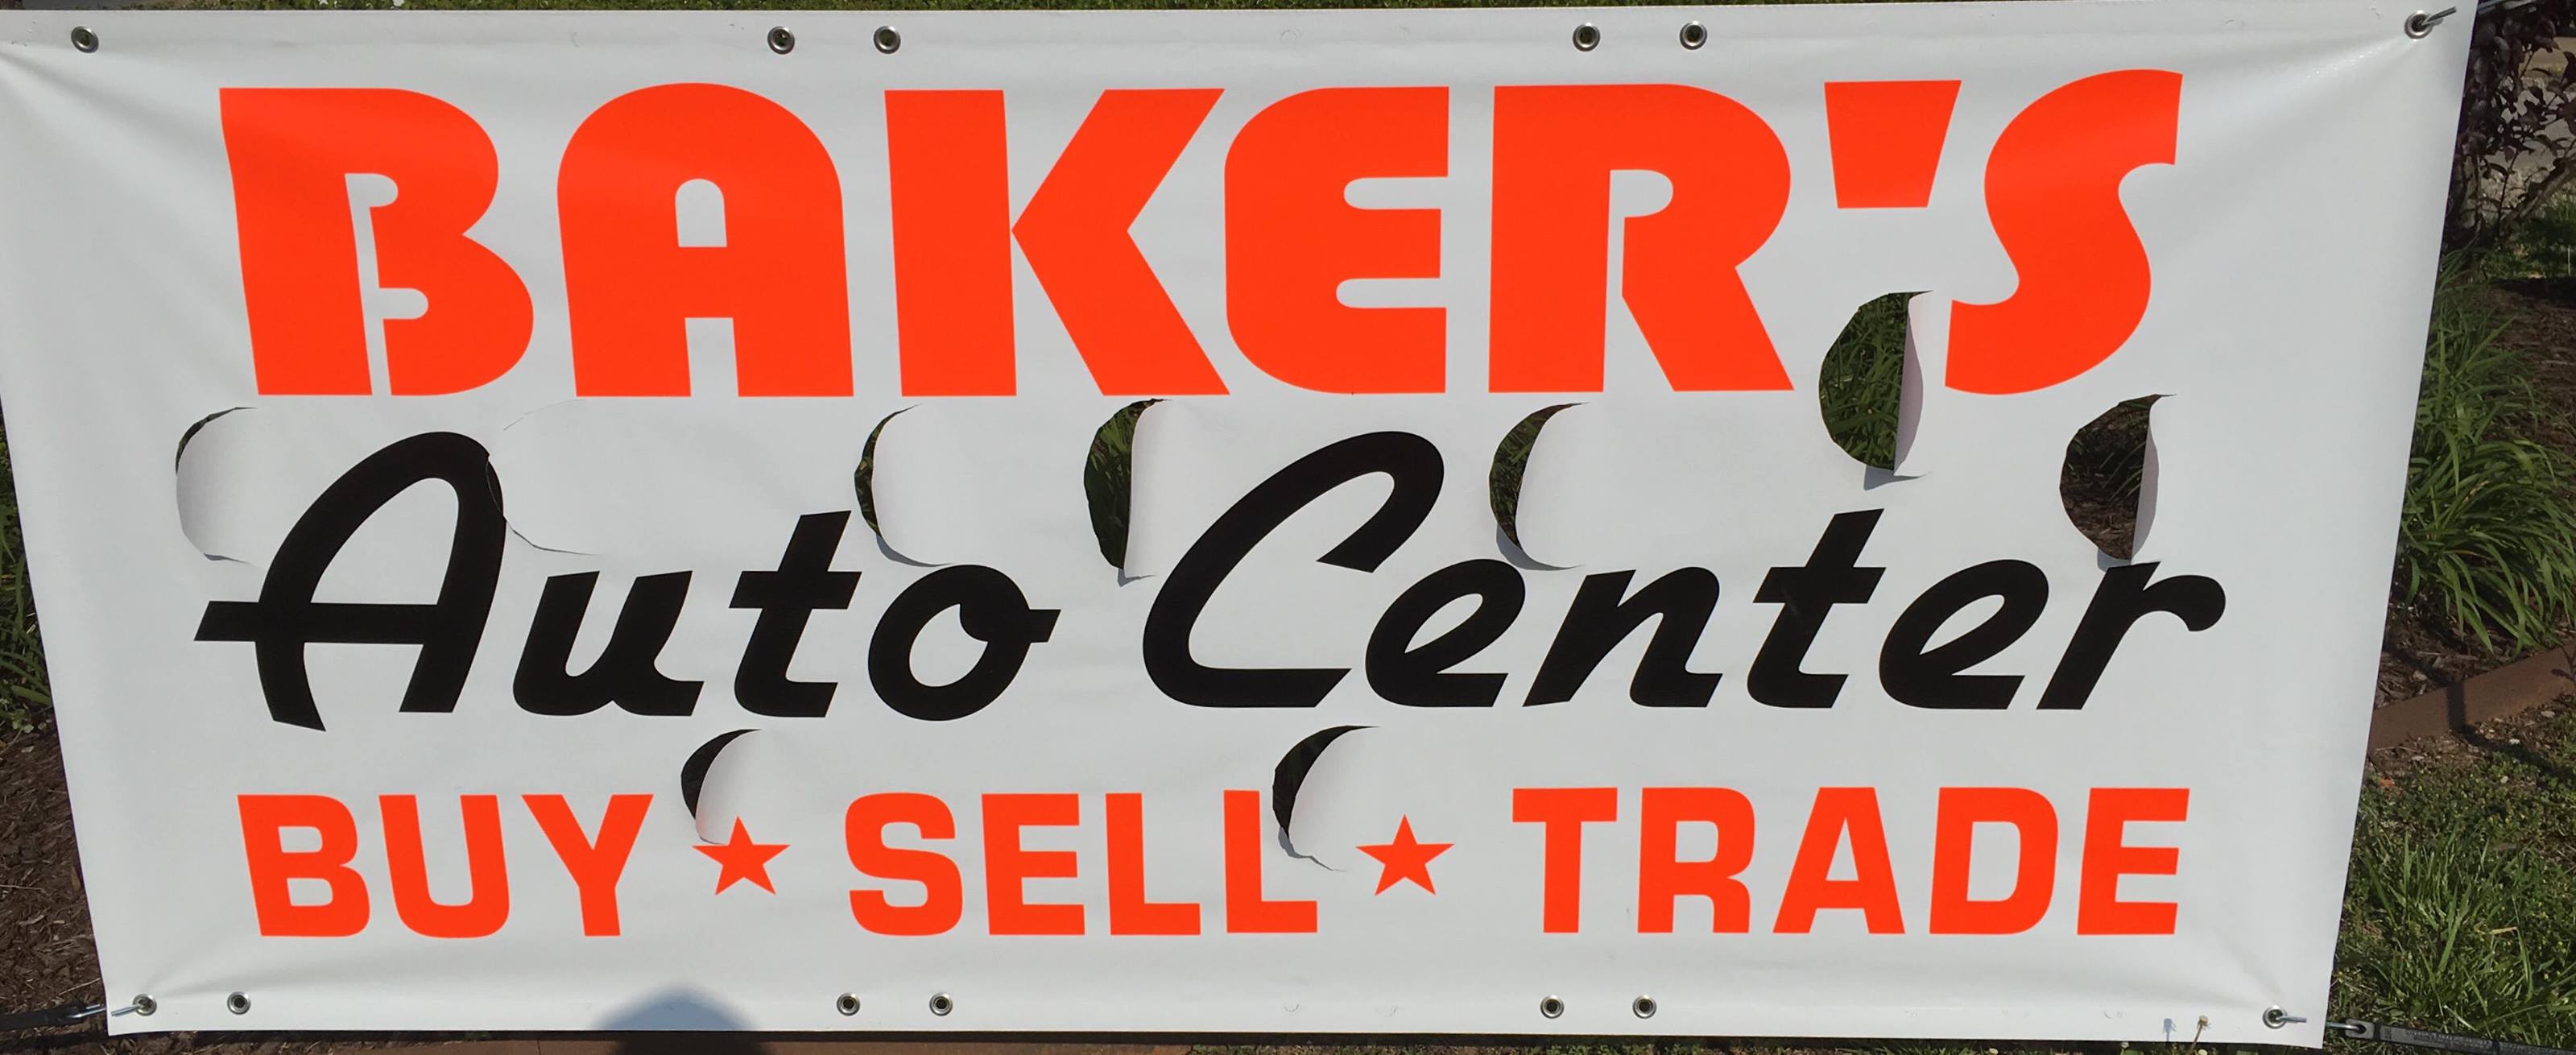 BAKER'S
Auto Center
BUY ★ SELL ★ TRADE